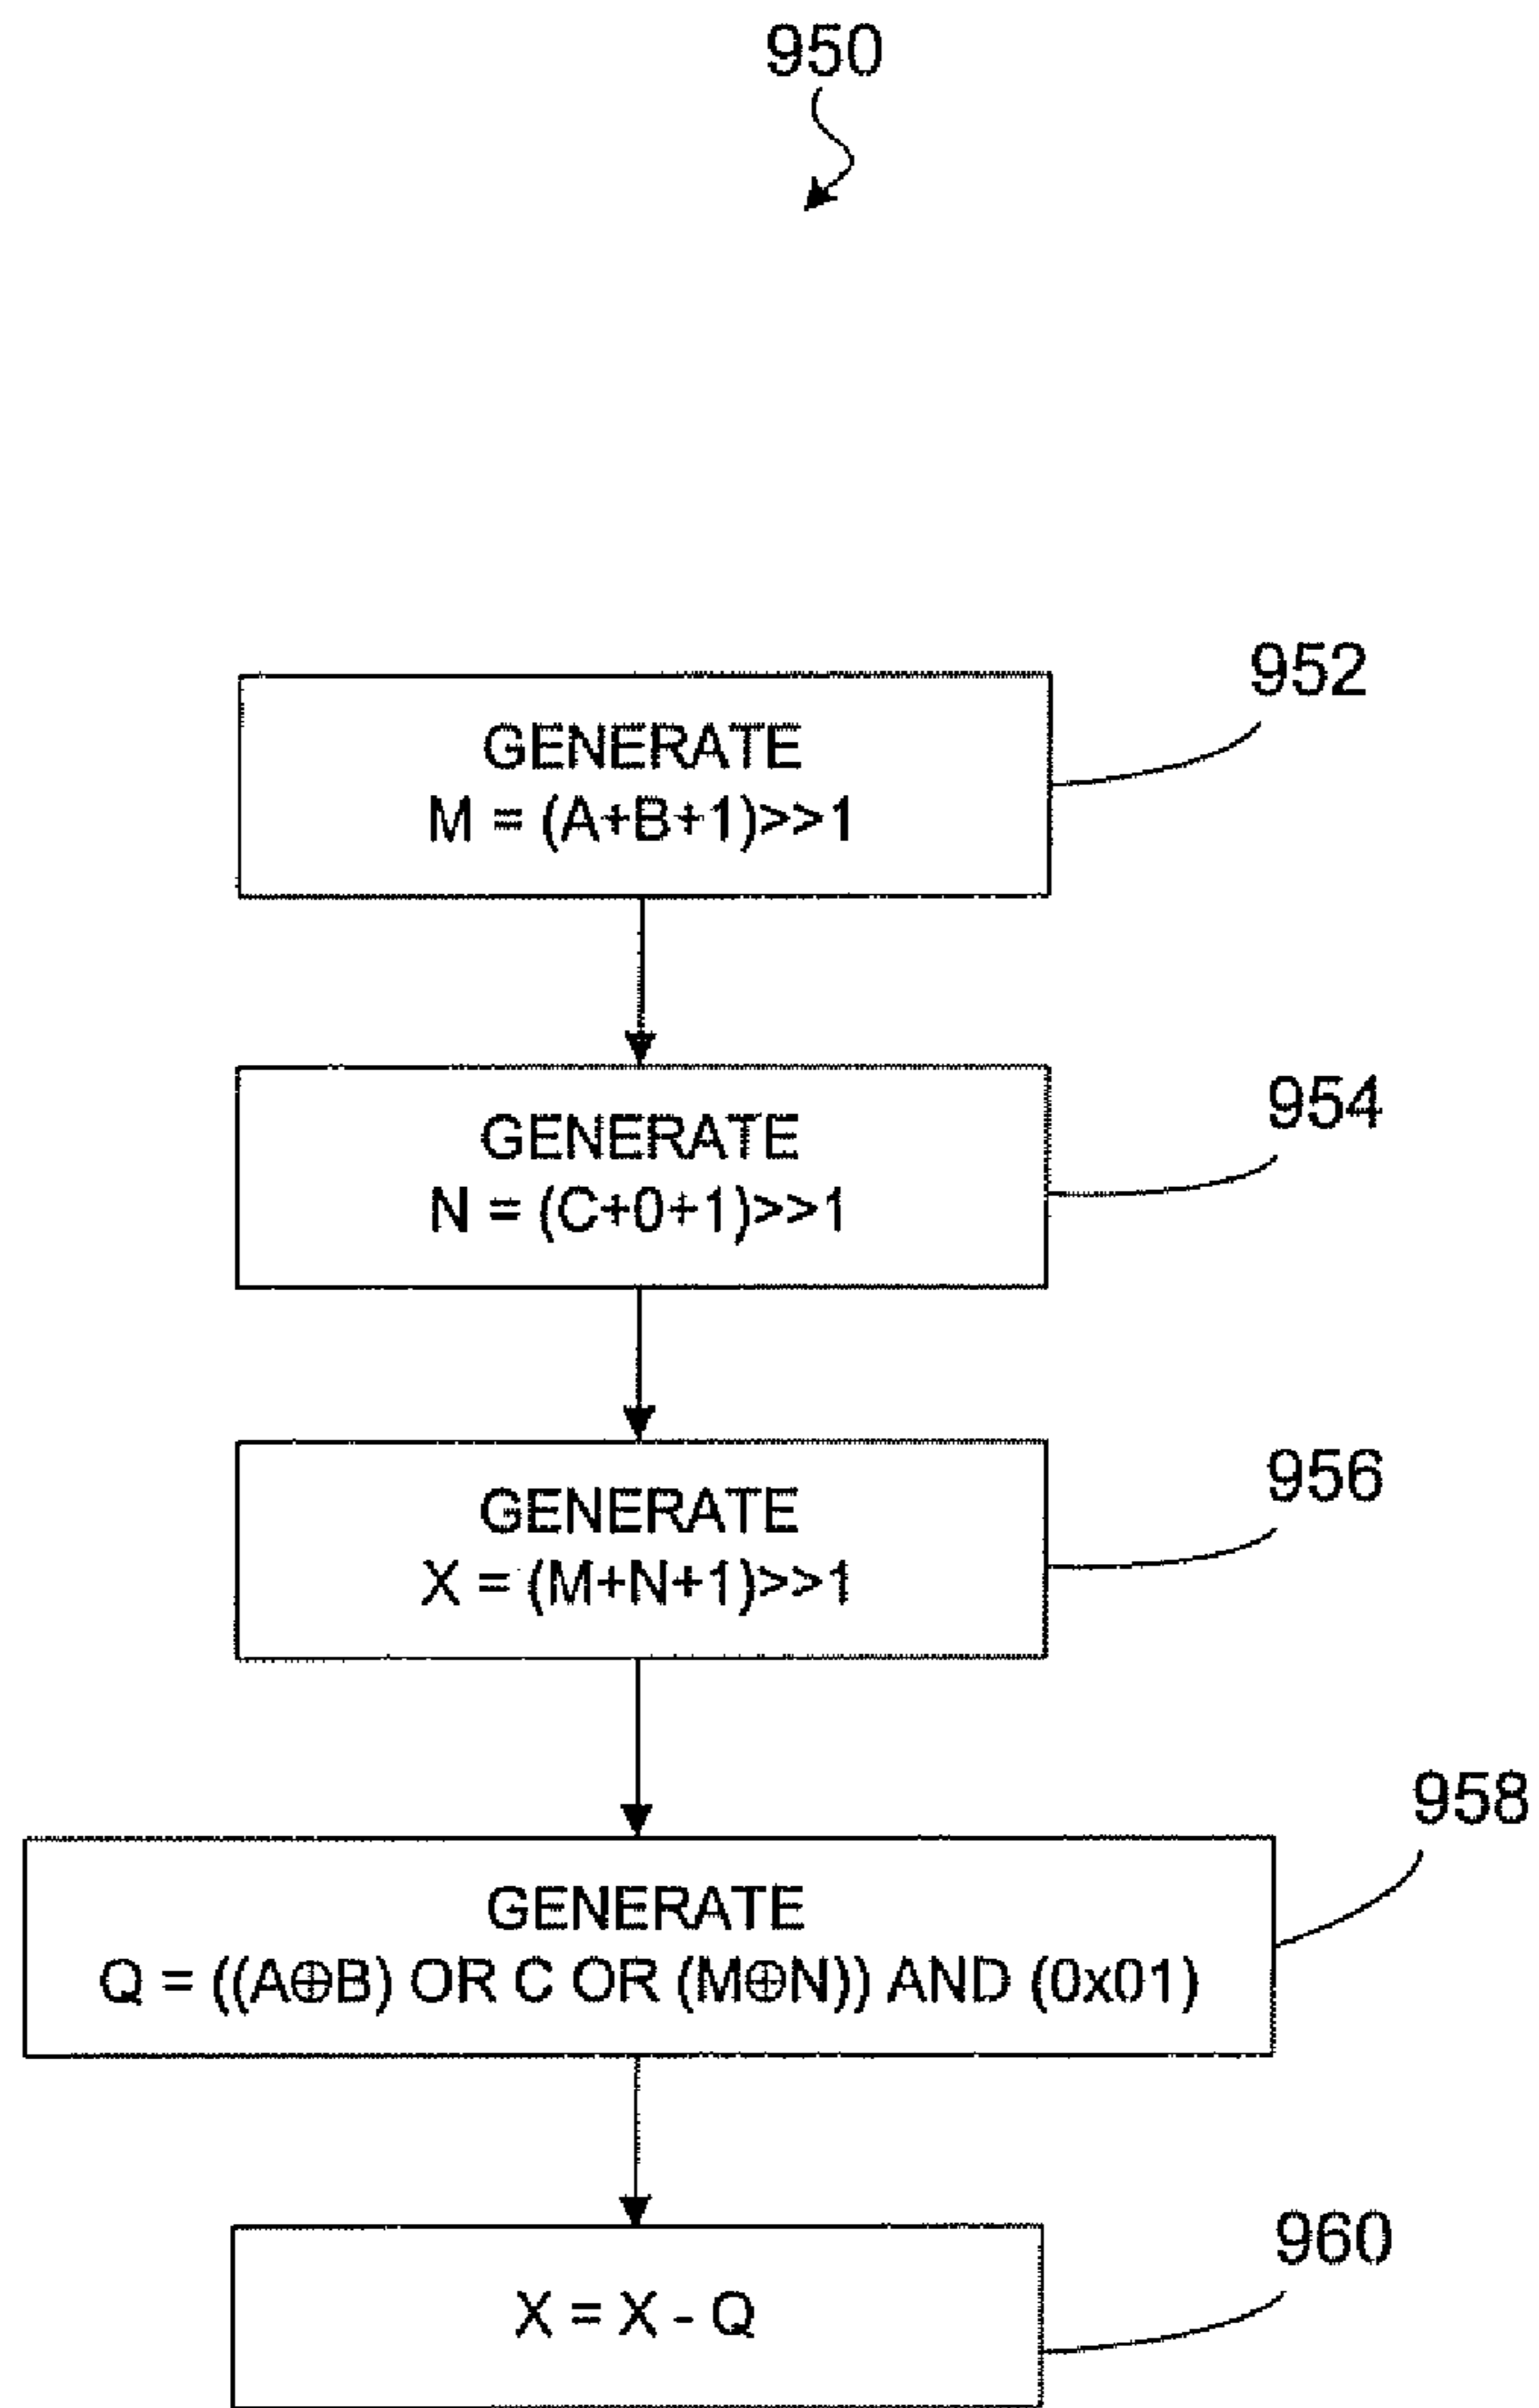 950
952
GENERATE
M = (A+B+1)>>1
954
GENERATE
N = (C+0+1)>>1
956
GENERATE
X = (M+N+1)>>1
958
GENERATE
Q = ((A⊕B) OR C OR (M⊕N)) AND (0x01)
960
X = X - Q